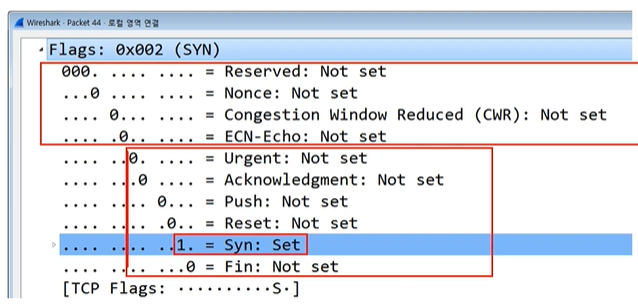 Wireshark · Packet 44 · 로컬 영역 연결
Flags: 0x002 (SYN)
000. .... .... = Reserved: Not set
...0 .... .... = Nonce: Not set
.... 0... .... = Congestion Window Reduced (CWR): Not set
.... .0.. .... = ECN-Echo: Not set
.... ..0. .... = Urgent: Not set
.... ...0 .... = Acknowledgment: Not set
.... .... 0... = Push: Not set
.... .... .0.. = Reset: Not set
.... .... ..1. = Syn: Set
.... .... ...0 = Fin: Not set
[TCP Flags: ··········S·]